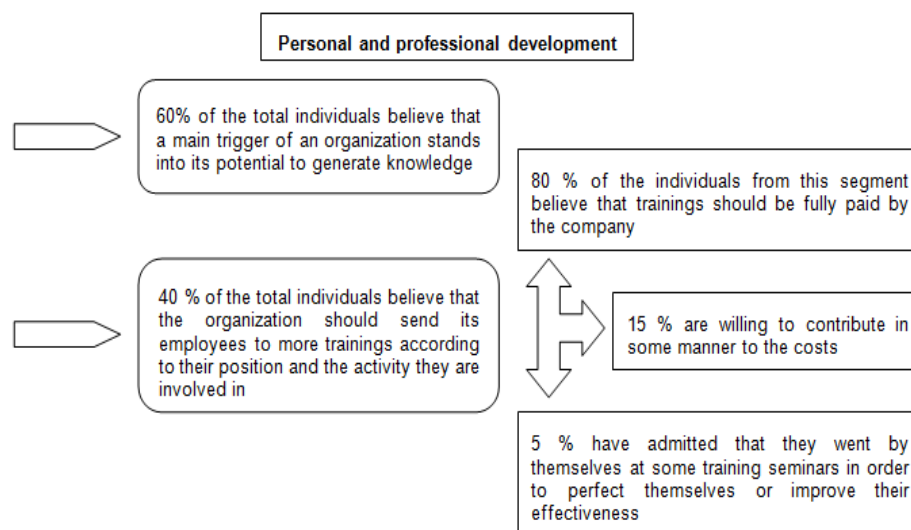 Personal and professional development
60% of the total individuals believe that
a main trigger of an organization stands
into its potential to generate knowledge
80 % of the individuals from this segment
believe that trainings should be fully paid by
the company
40 % of the total individuals believe that
the organization should send its
employees to more trainings according
to their position and the activity they are
involved in
15 % are willing to contribute in
some manner to the costs
5 % have admitted that they went by
themselves at some training seminars in order
to perfect themselves or improve their
effectiveness